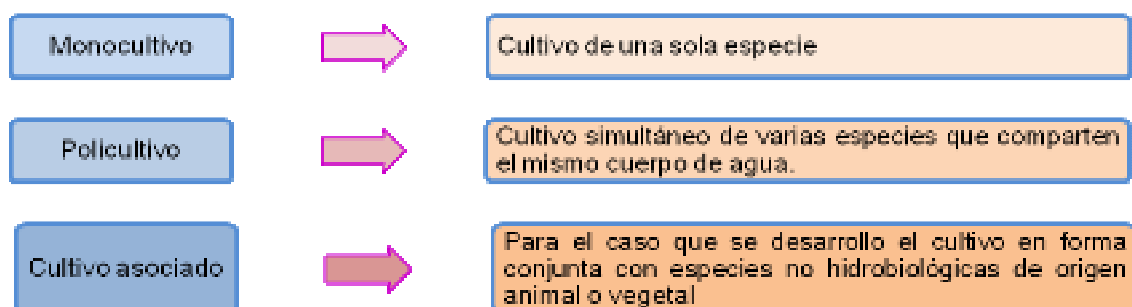 Monocultivo
Cultivo de una sola especie
Policultivo
Cultivo simultáneo de varias especies que comparten
el mismo cuerpo de agua.
Cultivo asociado
Para el caso que se desarrollo el cultivo en forma
conjunta con especies no hidrobiológicas de origen
animal o vegetal